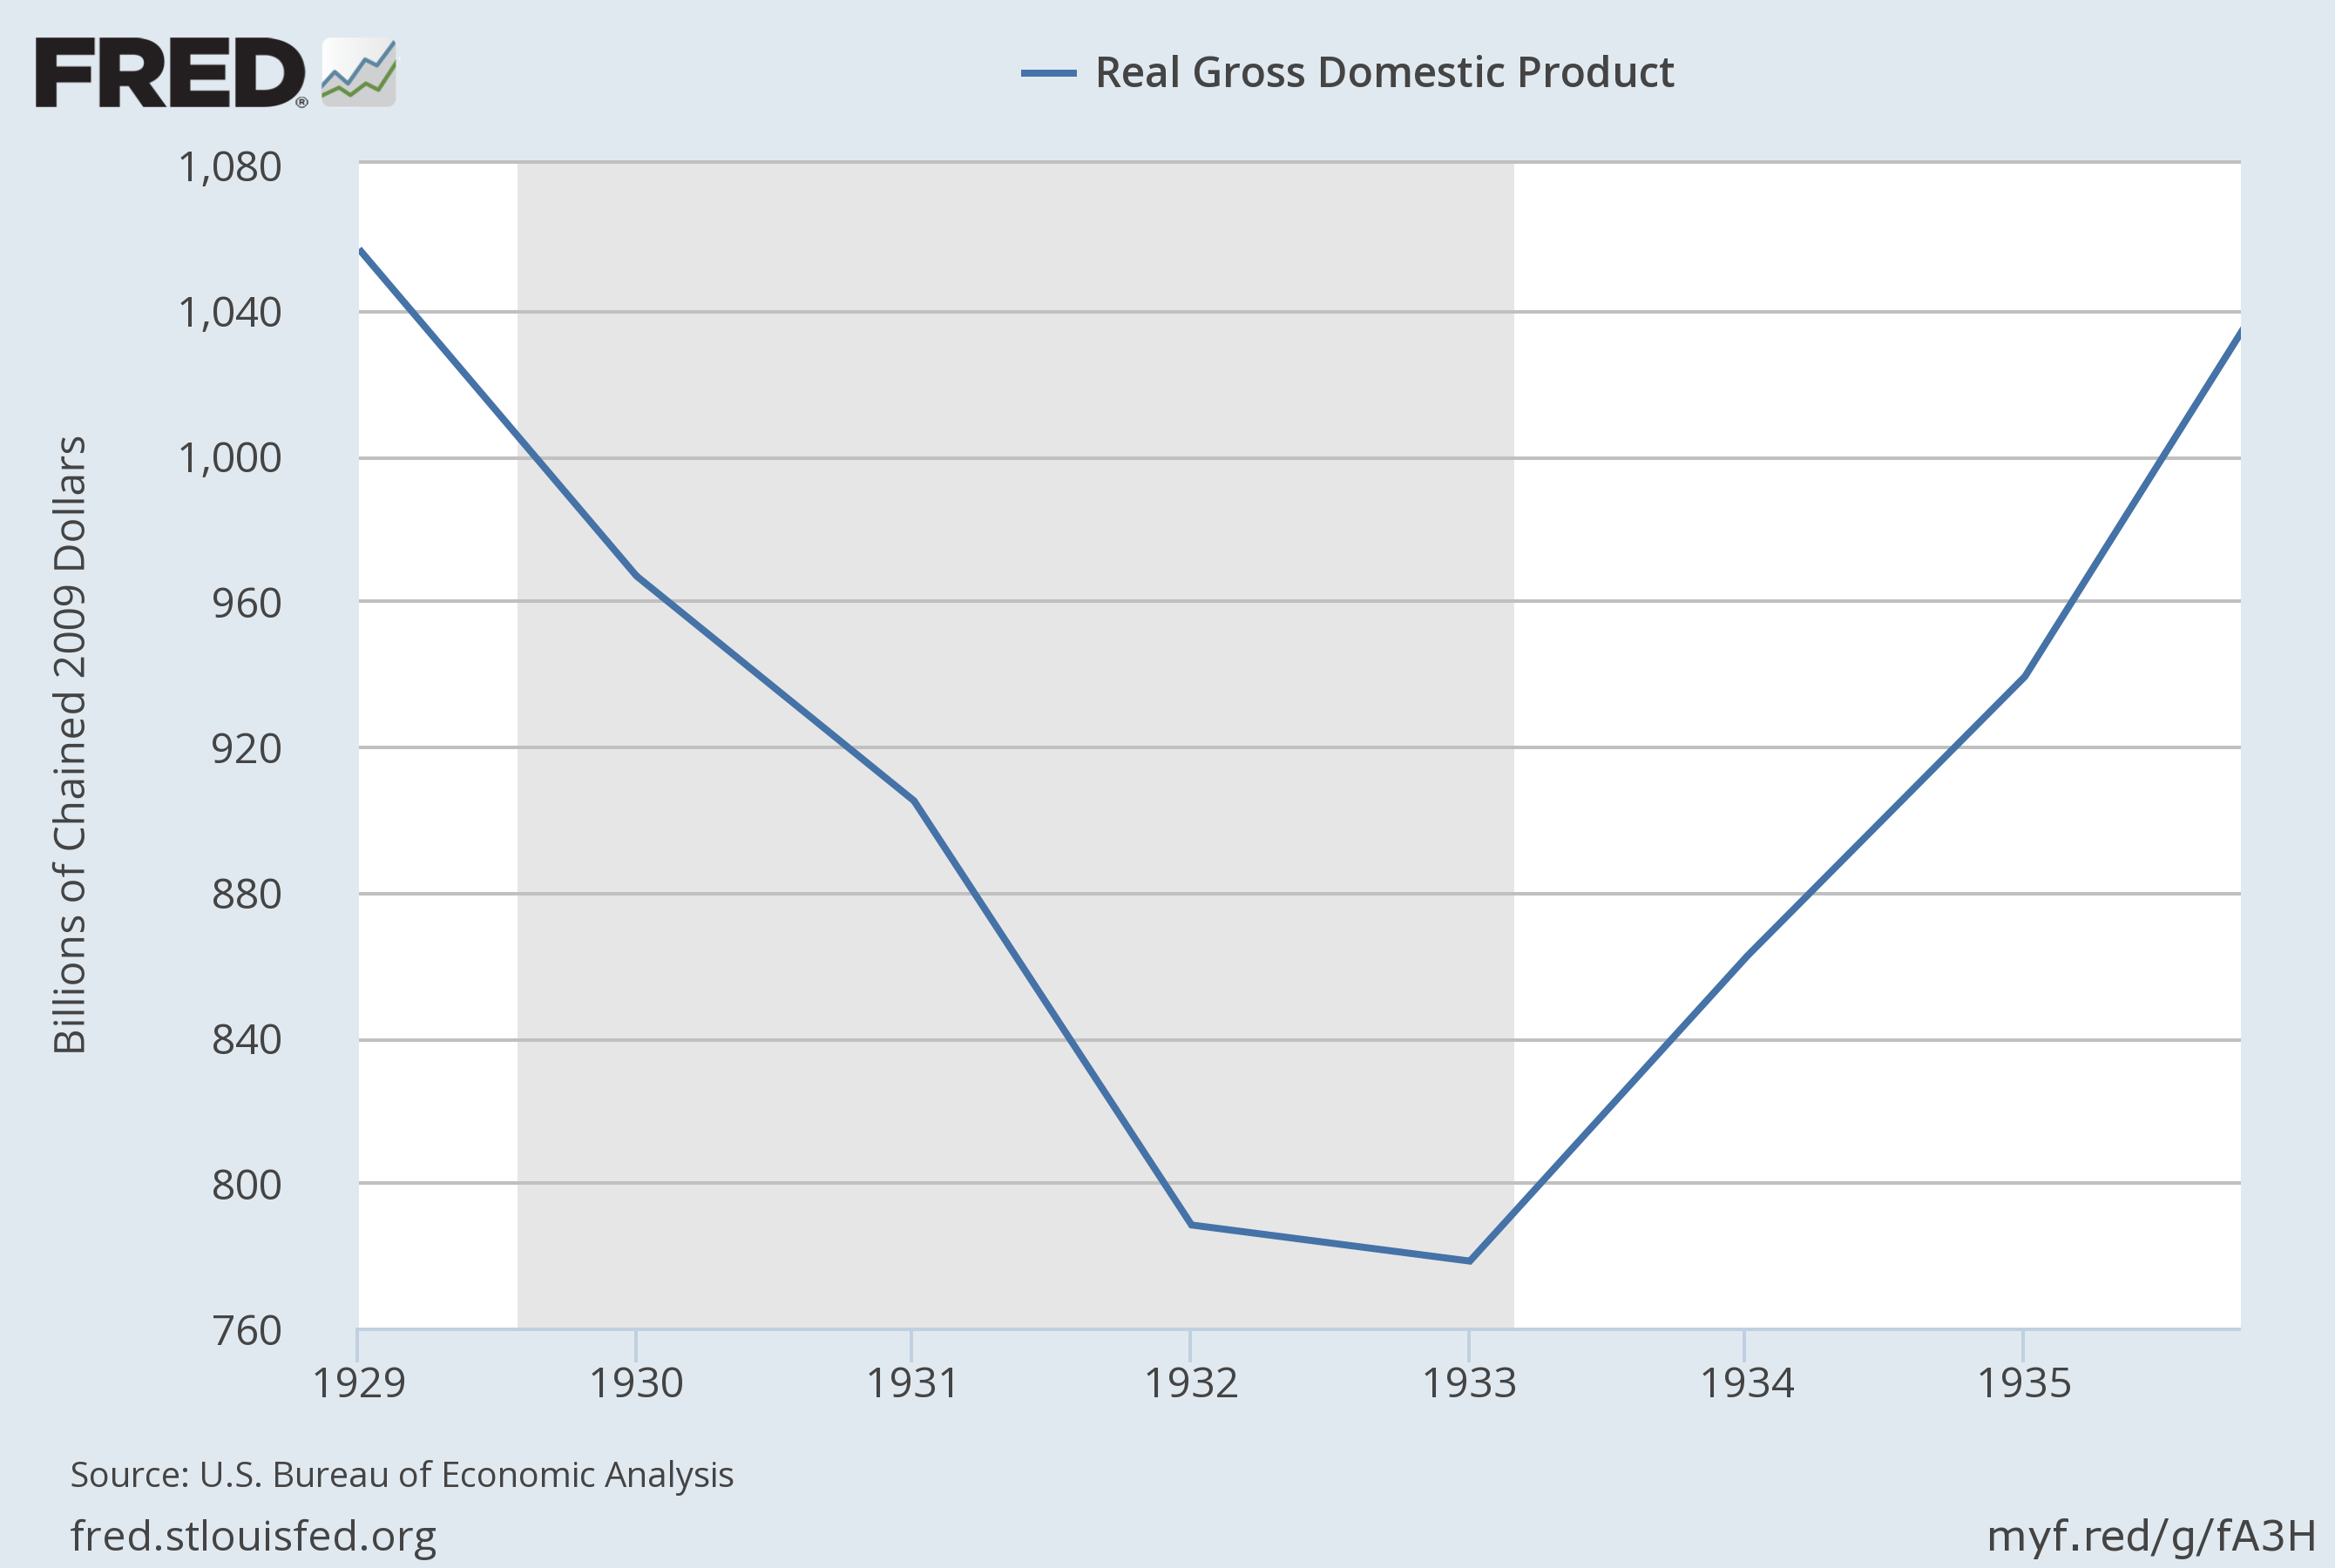 FRED®
Real Gross Domestic Product
1,080
1,040
1,000
960
920
880
840
800
760
Billions of Chained 2009 Dollars
1929 1930 1931 1932 1933 1934 1935
Source: U.S. Bureau of Economic Analysis
fred.stlouisfed.org
myf.red/g/fA3H